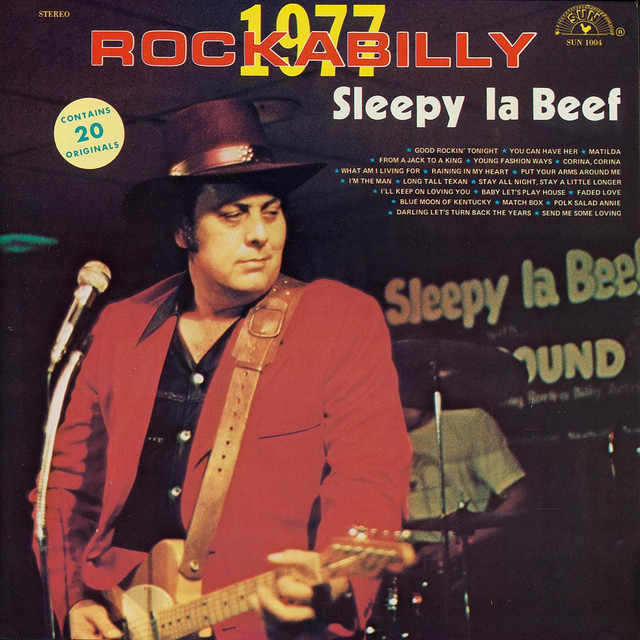 STEREO
1977
ROCKABILLY
SUN
SUN 1004
®
Sleepy la Beef
CONTAINS
20
ORIGINALS
★ GOOD ROCKIN' TONIGHT ★ YOU CAN HAVE HER ★ MATILDA
★ FROM A JACK TO A KING ★ YOUNG FASHION WAYS ★ CORINA, CORINA
★ WHAT AM I LIVING FOR ★ RAINING IN MY HEART ★ PUT YOUR ARMS AROUND ME
★ I'M THE MAN ★ LONG TALL TEXAN ★ STAY ALL NIGHT, STAY A LITTLE LONGER
★ I'LL KEEP ON LOVING YOU ★ BABY LET'S PLAY HOUSE ★ FADED LOVE
★ BLUE MOON OF KENTUCKY ★ MATCH BOX ★ POLK SALAD ANNIE
★ DARLING LET'S TURN BACK THE YEARS ★ SEND ME SOME LOVING
Sleepy la Beef
OUND